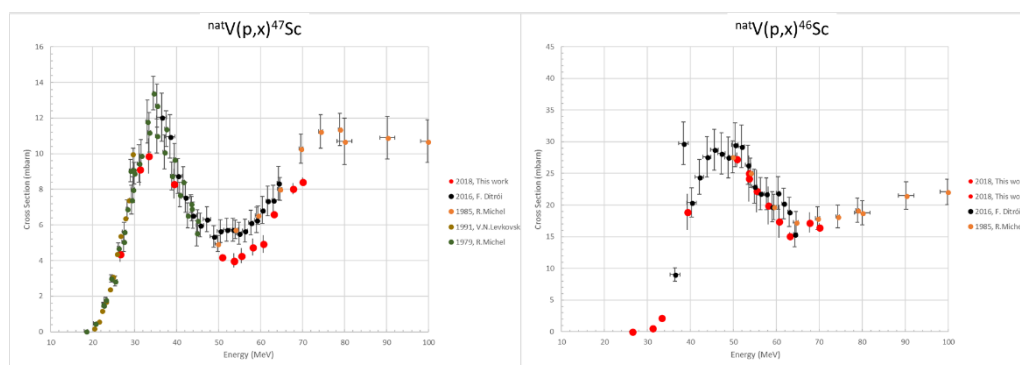 natV(p,x)47Sc
16
14
12
10
8
6
4
2
0
Cross Section (mbarn)
10 20 30 40 50 60 70 80 90 100
Energy (MeV)
2018, This work
2016, F. Ditrói
1985, R.Michel
1991, V.N.Levkovsk
1979, R.Michel
natV(p,x)46Sc
45
40
35
30
25
20
15
10
5
0
Cross Section (mbarn)
10 20 30 40 50 60 70 80 90 100
Energy (MeV)
2018, This wo
2018, This wo
2016, F. Ditrói
1985, R.Miche